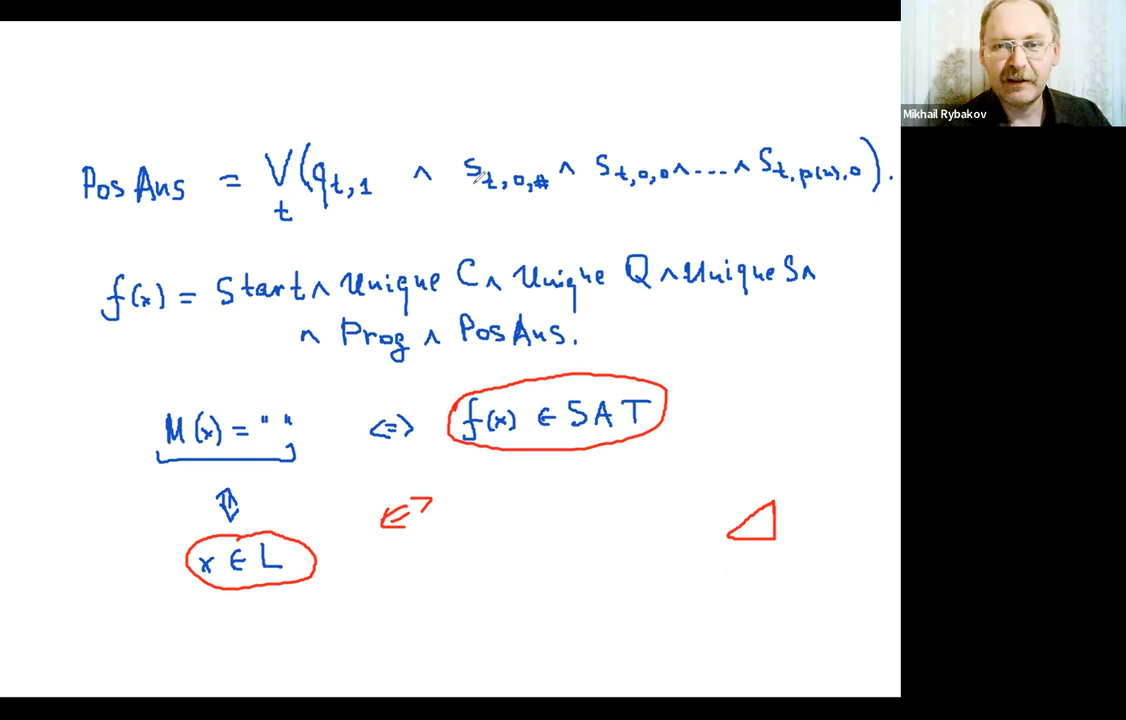 PosAns = ⋁(q_{t,1} ∧ s_{t,0,#} ∧ s_{t,0,0} ∧ ... ∧ s_{t,p(n),0}).
t
f(x) = Start ∧ Unique C ∧ Unique Q ∧ Unique S ∧
∧ Prog ∧ PosAns.
M(x) = " " <=> f(x) ∈ SAT
⇕ <=>
x ∈ L
Mikhail Rybakov